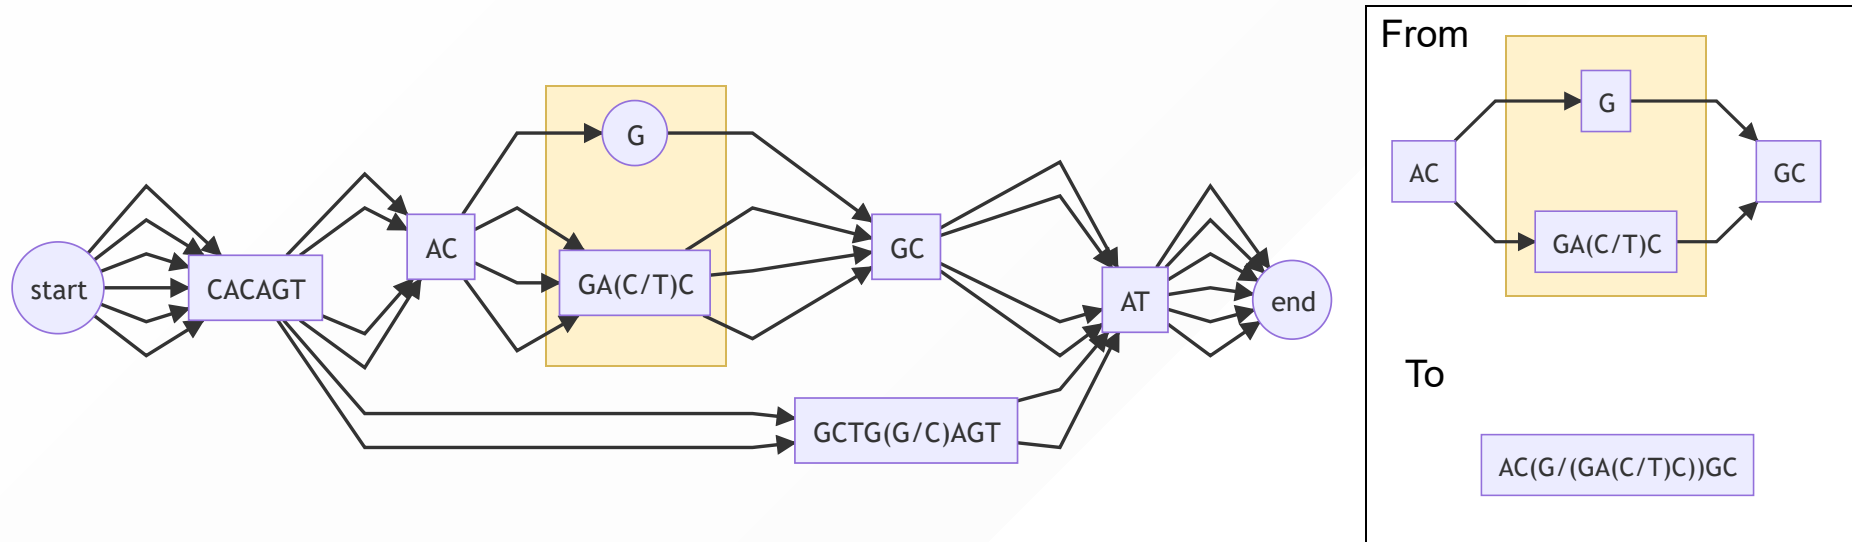 start
CACAGT
AC
G
GA(C/T)C
GC
GCTG(G/C)AGT
AT
end
From
AC
G
GA(C/T)C
GC
To
AC(G/(GA(C/T)C))GC